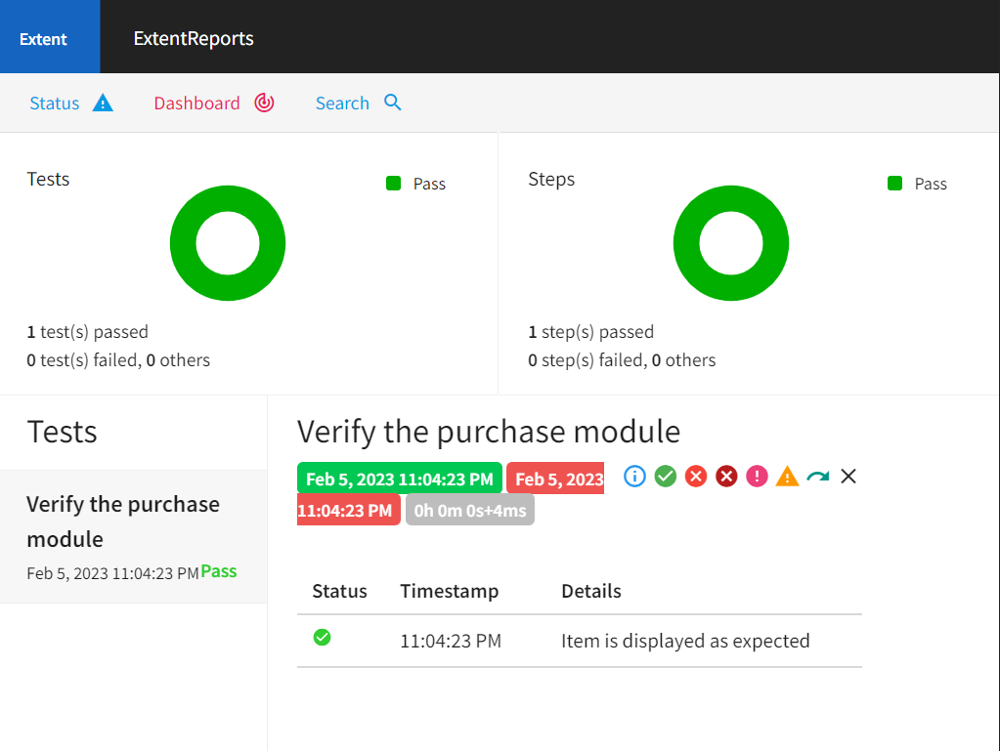 Extent
ExtentReports
Status
Dashboard
Search
Tests
Pass
1 test(s) passed
0 test(s) failed, 0 others
Steps
Pass
1 step(s) passed
0 step(s) failed, 0 others
Tests
Verify the purchase
module
Feb 5, 2023 11:04:23 PM Pass
Verify the purchase module
Feb 5, 2023 11:04:23 PM Feb 5, 2023
11:04:23 PM 0h 0m 0s+4ms
Status Timestamp Details
11:04:23 PM Item is displayed as expected